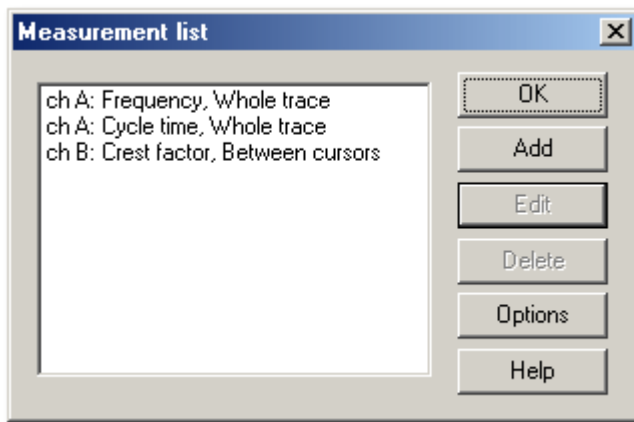 Measurement list
ch A: Frequency, Whole trace
ch A: Cycle time, Whole trace
ch B: Crest factor, Between cursors
OK
Add
Edit
Delete
Options
Help